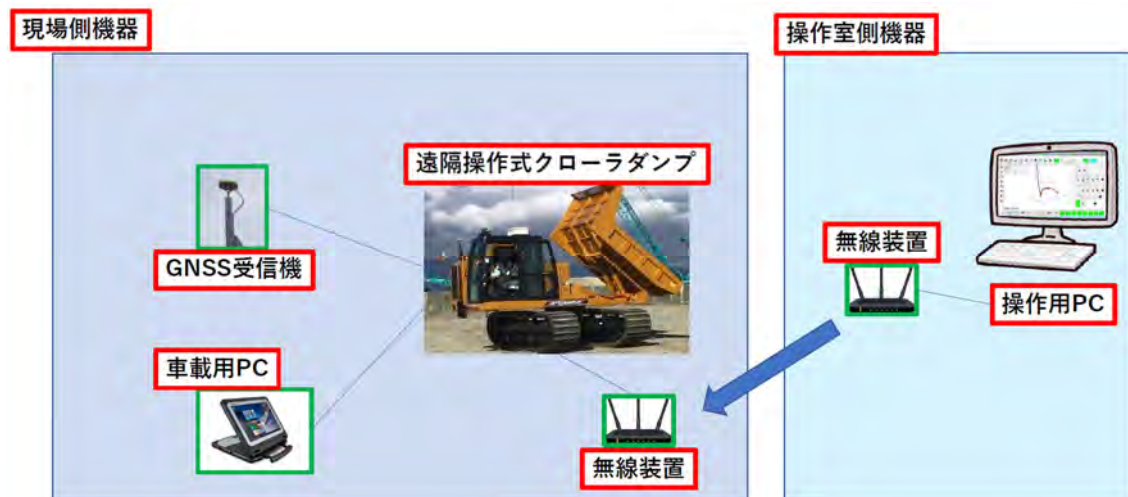 現場側機器
操作室側機器
遠隔操作式クローラダンプ
GNSS受信機
無線装置
操作用PC
車載用PC
無線装置